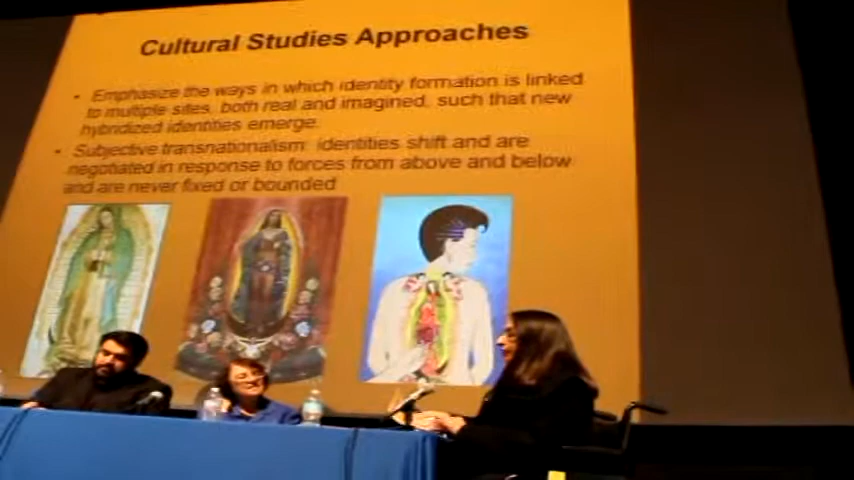 Cultural Studies Approaches
• Emphasize the ways in which identity formation is linked
to multiple sites, both real and imagined, such that new
hybridized identities emerge.
• Subjective transnationalism: identities shift and are
negotiated in response to forces from above and below
and are never fixed or bounded